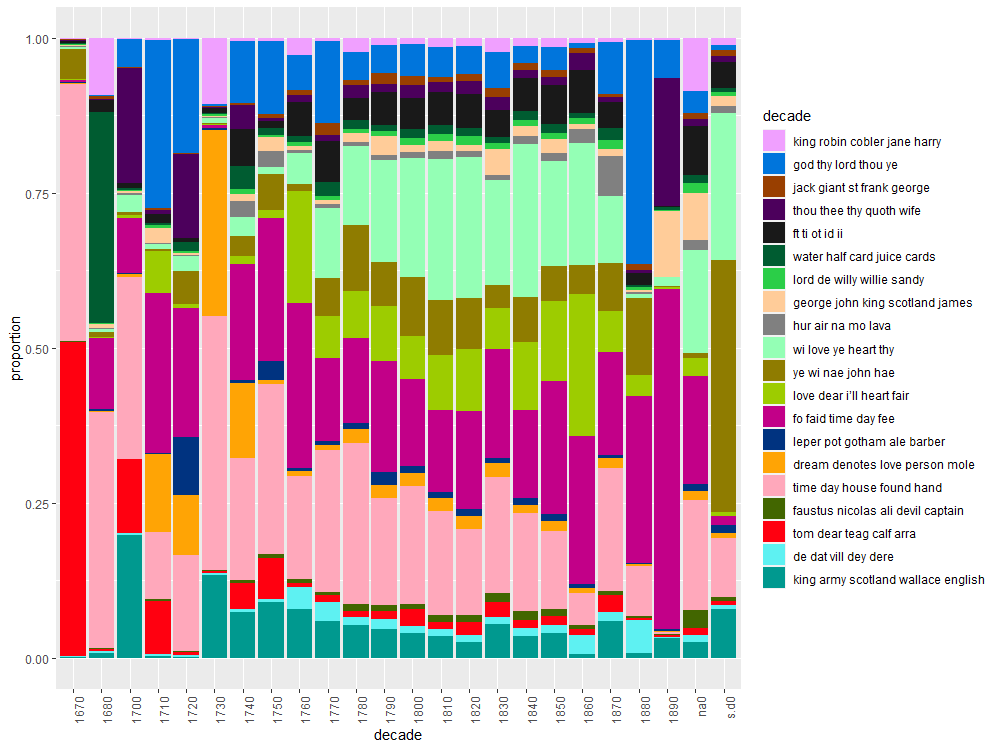 1.00
0.75
0.50
0.25
0.00
proportion
1670
1680
1700
1710
1720
1730
1740
1750
1760
1770
1780
1790
1800
1810
1820
1830
1840
1850
1860
1870
1880
1890
na0
s.d0
decade
decade
king robin cobler jane harry
god thy lord thou ye
jack giant st frank george
thou thee thy quoth wife
ft ti ot id ii
water half card juice cards
lord de willy willie sandy
george john king scotland james
hur air na mo lava
wi love ye heart thy
ye wi nae john hae
love dear i'll heart fair
fo faid time day fee
leper pot gotham ale barber
dream denotes love person mole
time day house found hand
faustus nicolas ali devil captain
tom dear teag calf arra
de dat vill dey dere
king army scotland wallace english